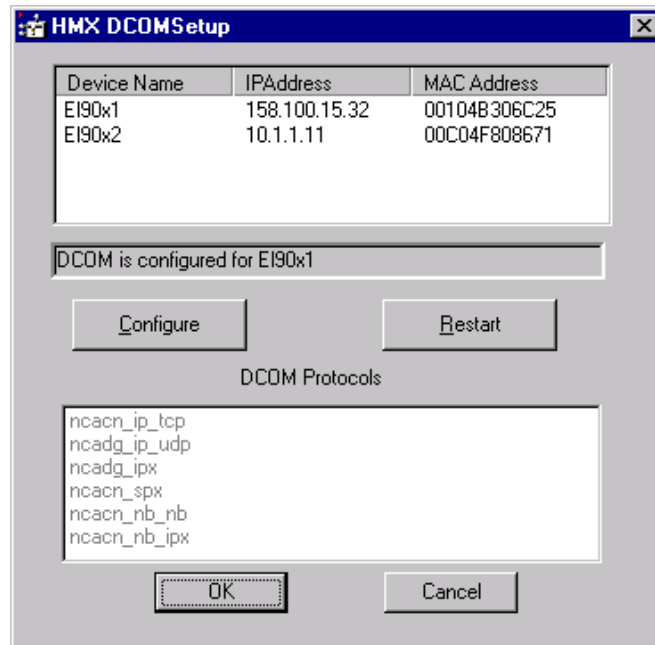 HMX DCOMSetup
Device Name IPAddress MAC Address
EI90x1 158.100.15.32 00104B306C25
EI90x2 10.1.1.11 00C04F808671
DCOM is configured for EI90x1
Configure Restart
DCOM Protocols
ncacn_ip_tcp
ncadg_ip_udp
ncadg_ipx
ncacn_spx
ncacn_nb_nb
ncacn_nb_ipx
OK Cancel